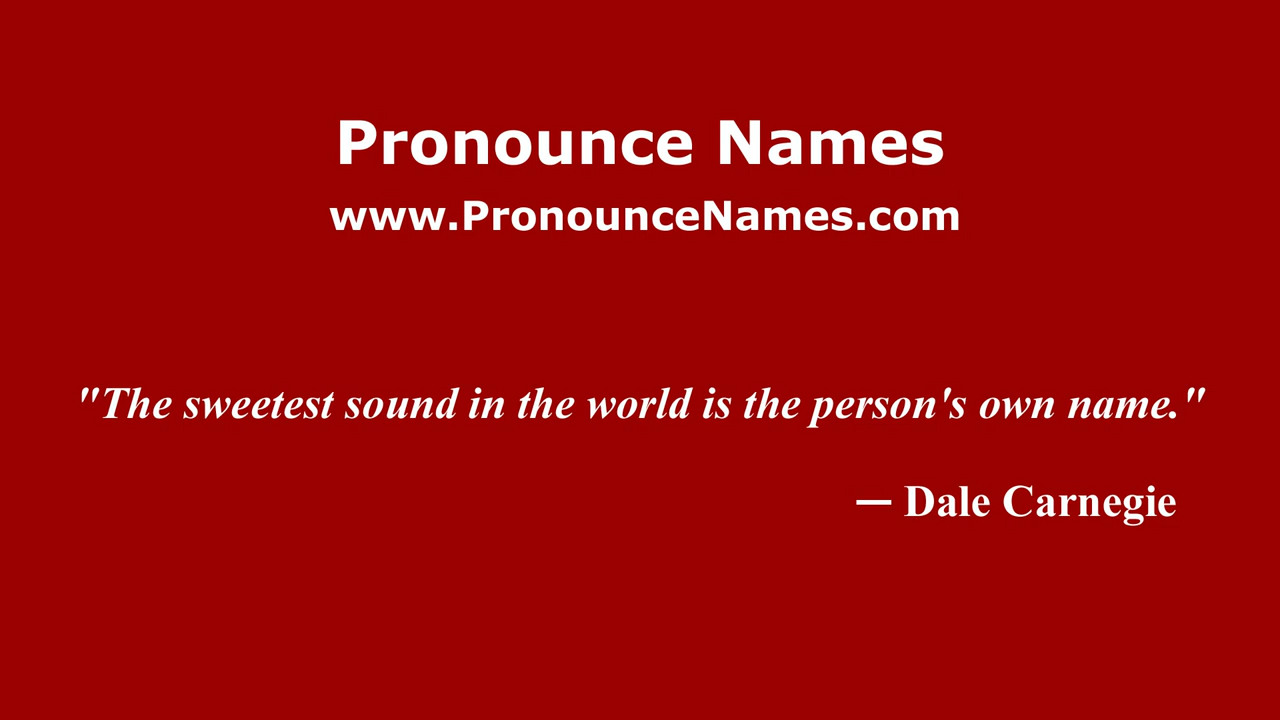 Pronounce Names
www.PronounceNames.com
"The sweetest sound in the world is the person's own name."
— Dale Carnegie